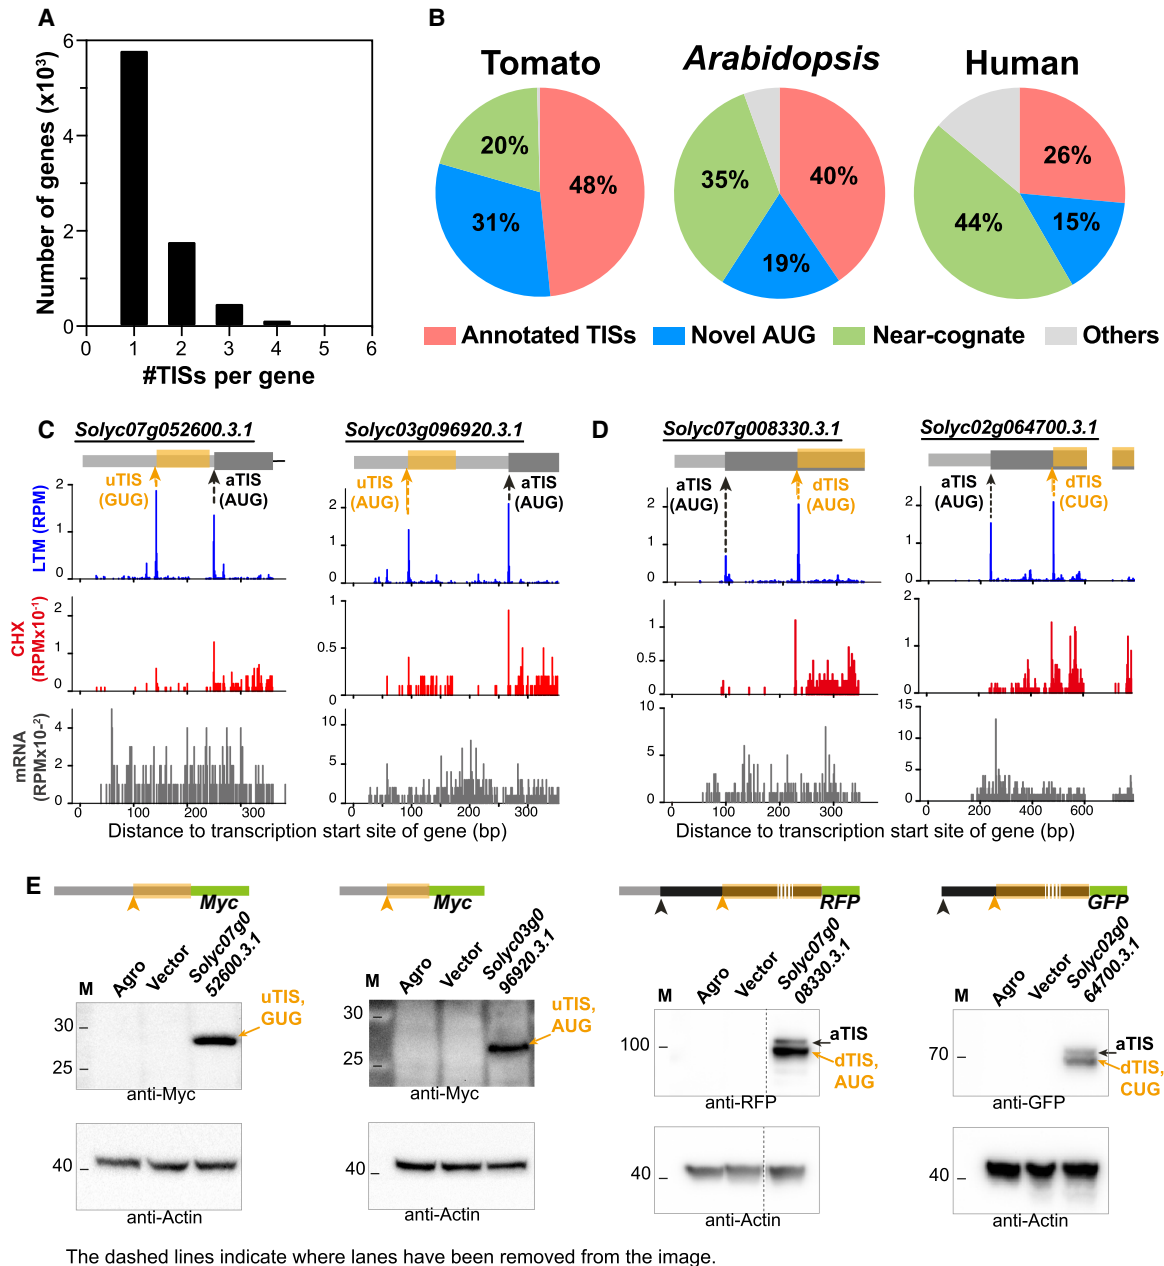 A
Number of genes (x10³)
6
4
2
0
0 1 2 3 4 5 6
#TISs per gene
B
Tomato
Arabidopsis
Human
20%
48%
31%
35%
40%
19%
26%
44%
15%
Annotated TISs
Novel AUG
Near-cognate
Others
C
Solyc07g052600.3.1
Solyc03g096920.3.1
uTIS
(GUG)
aTIS
(AUG)
uTIS
(AUG)
aTIS
(AUG)
LTM (RPM)
2
1
0
2
1
0
CHX
(RPMx10⁻¹)
2
1
0
1
0.5
0
mRNA
(RPMx10⁻²)
4
2
0
10
5
0
0 100 200
0 100 200 300
Distance to transcription start site of gene (bp)
D
Solyc07g008330.3.1
Solyc02g064700.3.1
aTIS
(AUG)
dTIS
(AUG)
aTIS
(AUG)
dTIS
(CUG)
2
1
0
2
1
0
1
0.5
0
2
1
0
10
5
0
15
10
5
0
0 100 200 300
0 200 400 600
Distance to transcription start site of gene (bp)
E
Myc
M
Agro
Vector
Solyc07g0
52600.3.1
30
25
uTIS,
GUG
anti-Myc
40
anti-Actin
Myc
M
Agro
Vector
Solyc03g0
96920.3.1
30
25
uTIS,
AUG
anti-Myc
40
anti-Actin
RFP
M
Agro
Vector
Solyc07g0
08330.3.1
100
aTIS
dTIS,
AUG
anti-RFP
40
anti-Actin
GFP
M
Agro
Vector
Solyc02g0
64700.3.1
70
aTIS
dTIS,
CUG
anti-GFP
40
anti-Actin
The dashed lines indicate where lanes have been removed from the image.